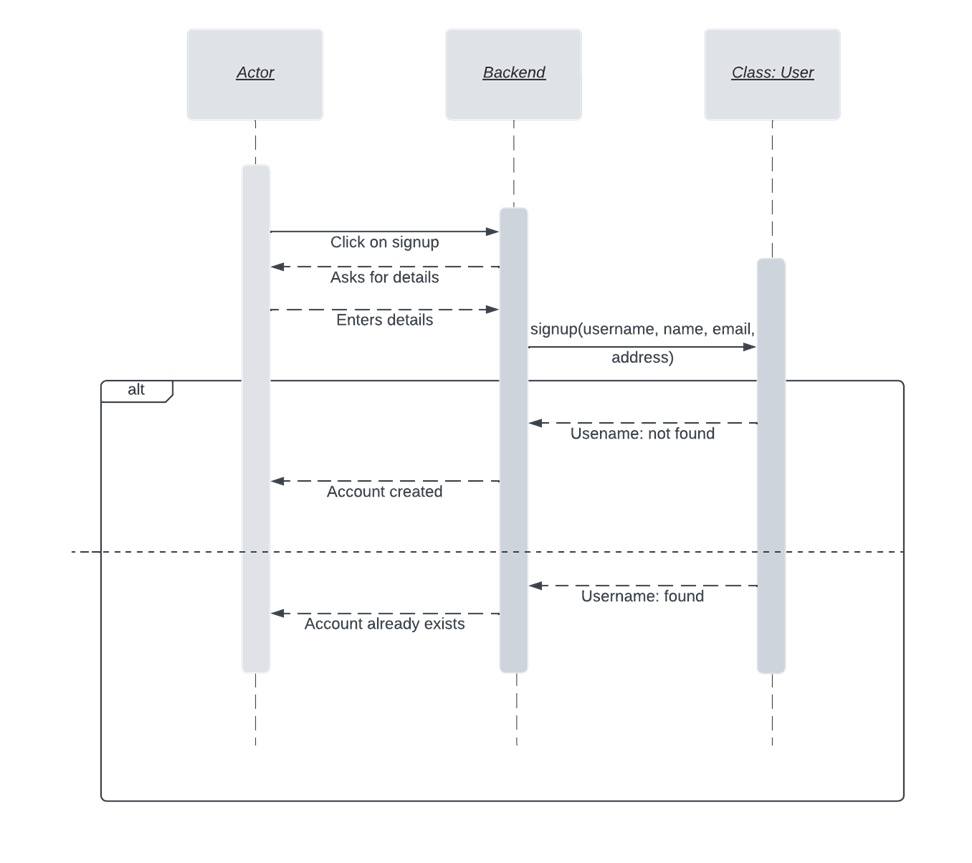 Actor
Backend
Class: User
Click on signup
Asks for details
Enters details
signup(username, name, email,
address)
alt
Usename: not found
Account created
Username: found
Account already exists